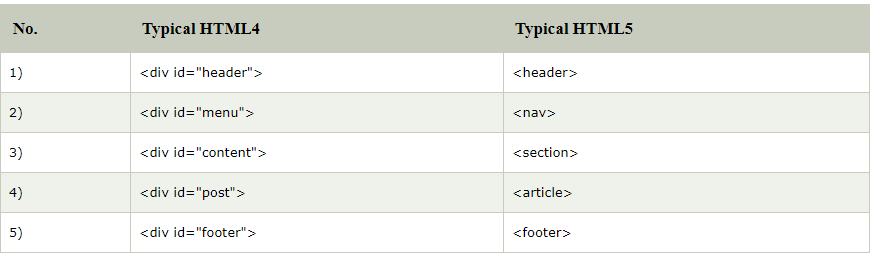 No. Typical HTML4 Typical HTML5
1) <div id="header"> <header>
2) <div id="menu"> <nav>
3) <div id="content"> <section>
4) <div id="post"> <article>
5) <div id="footer"> <footer>